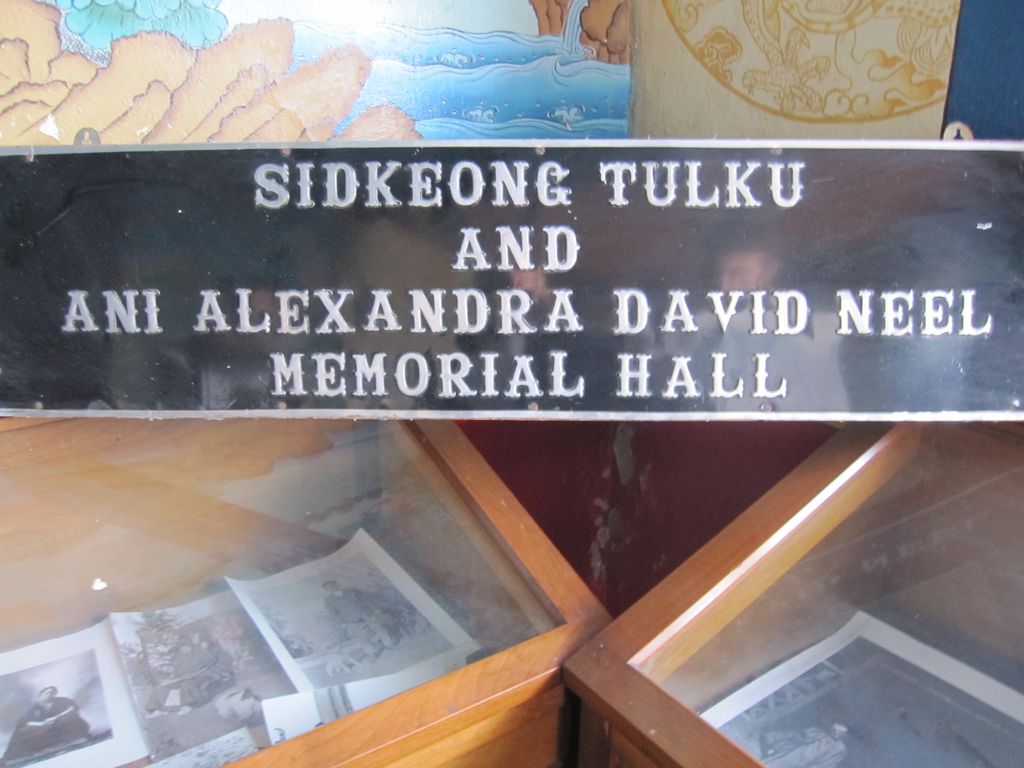 SIDKEONG TULKU
AND
ANI ALEXANDRA DAVID NEEL
MEMORIAL HALL